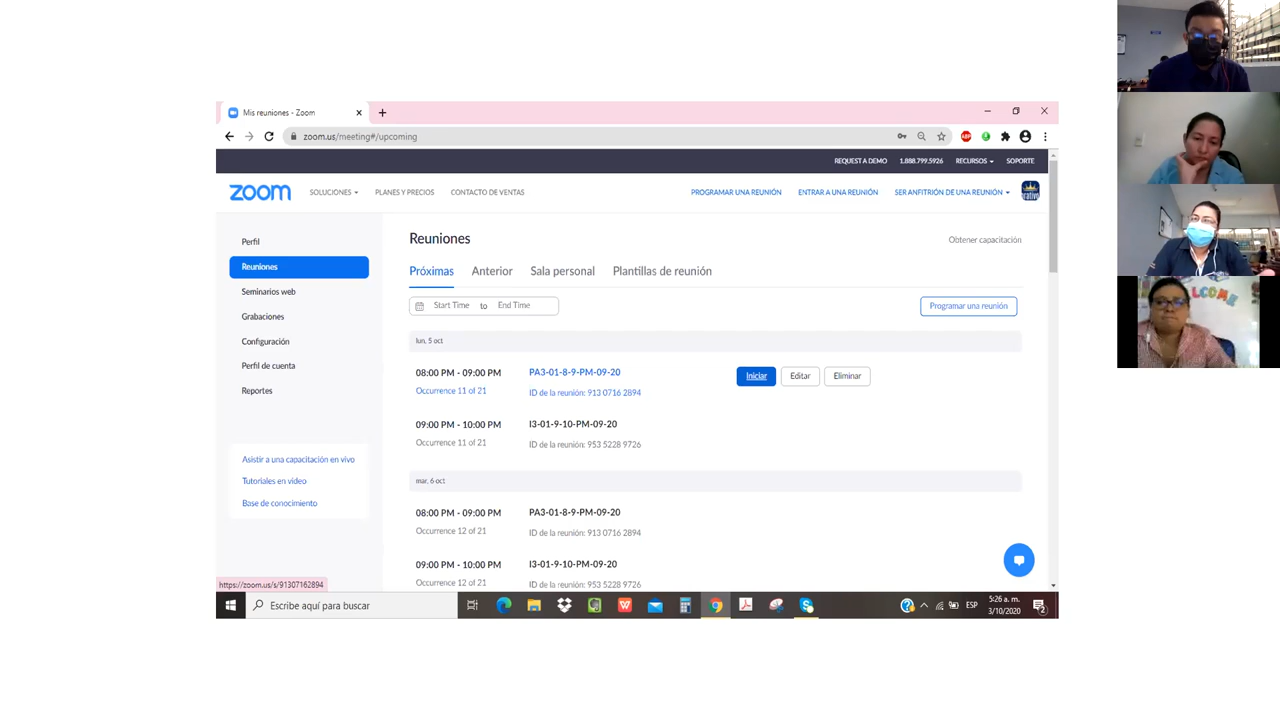 Mis reuniones - Zoom
zoom.us/meeting#/upcoming
ABP
REQUEST A DEMO 1.888.799.5926 RECURSOS SOPORTE
zoom SOLUCIONES PLANES Y PRECIOS CONTACTO DE VENTAS PROGRAMAR UNA REUNIÓN ENTRAR A UNA REUNIÓN SER ANFITRIÓN DE UNA REUNIÓN
Perfil
Reuniones
Seminarios web
Grabaciones
Configuración
Perfil de cuenta
Reportes
Asistir a una capacitación en vivo
Tutoriales en vídeo
Base de conocimiento
Reuniones
Obtener capacitación
Próximas Anterior Sala personal Plantillas de reunión
Start Time to End Time
Programar una reunión
lun, 5 oct
08:00 PM - 09:00 PM PA3-01-8-9-PM-09-20 Iniciar Editar Eliminar
Occurrence 11 of 21 ID de la reunión: 913 0716 2894
09:00 PM - 10:00 PM I3-01-9-10-PM-09-20
Occurrence 11 of 21 ID de la reunión: 953 5228 9726
mar, 6 oct
08:00 PM - 09:00 PM PA3-01-8-9-PM-09-20
Occurrence 12 of 21 ID de la reunión: 913 0716 2894
09:00 PM - 10:00 PM I3-01-9-10-PM-09-20
Occurrence 12 of 21 ID de la reunión: 953 5228 9726
https://zoom.us/s/91307162894
Escribe aquí para buscar
ESP
5:26 a. m.
3/10/2020
2